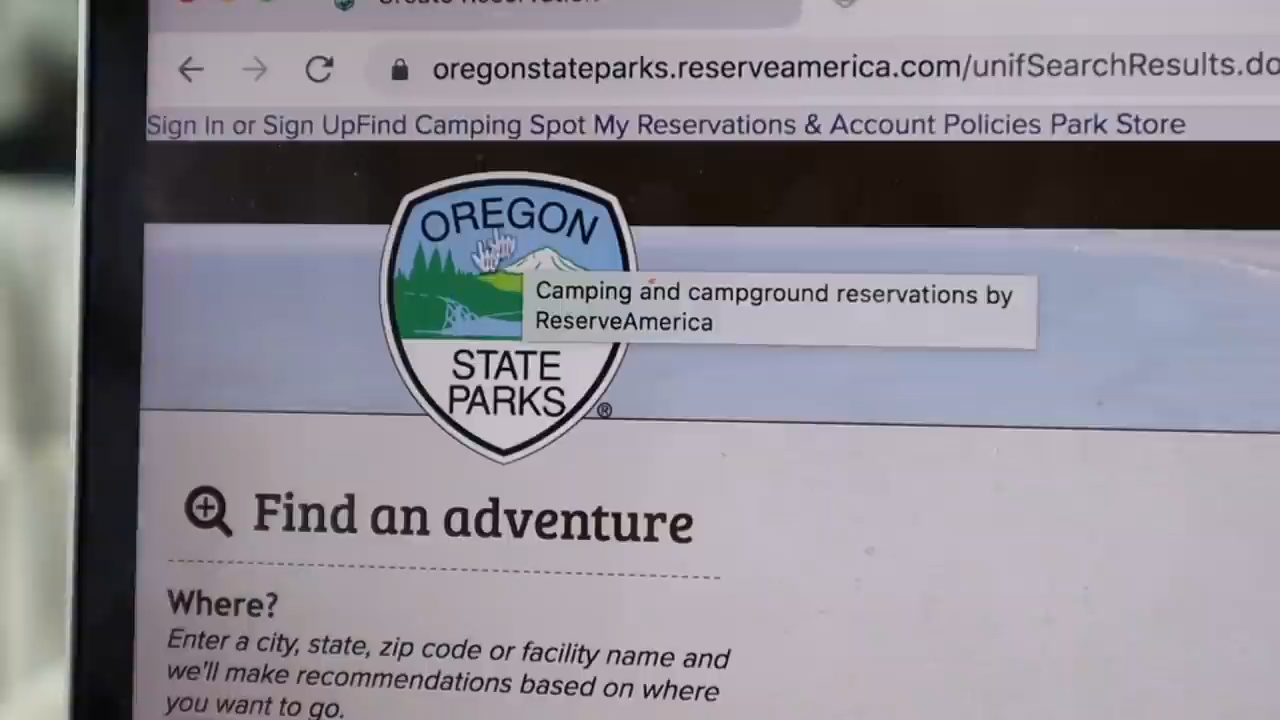 Create Reservation
oregonstateparks.reserveamerica.com/unifSearchResults.do
Sign In or Sign UpFind Camping Spot My Reservations & Account Policies Park Store
OREGON
STATE
PARKS
®
Camping and campground reservations by
ReserveAmerica
Find an adventure
Where?
Enter a city, state, zip code or facility name and
we'll make recommendations based on where
you want to go.